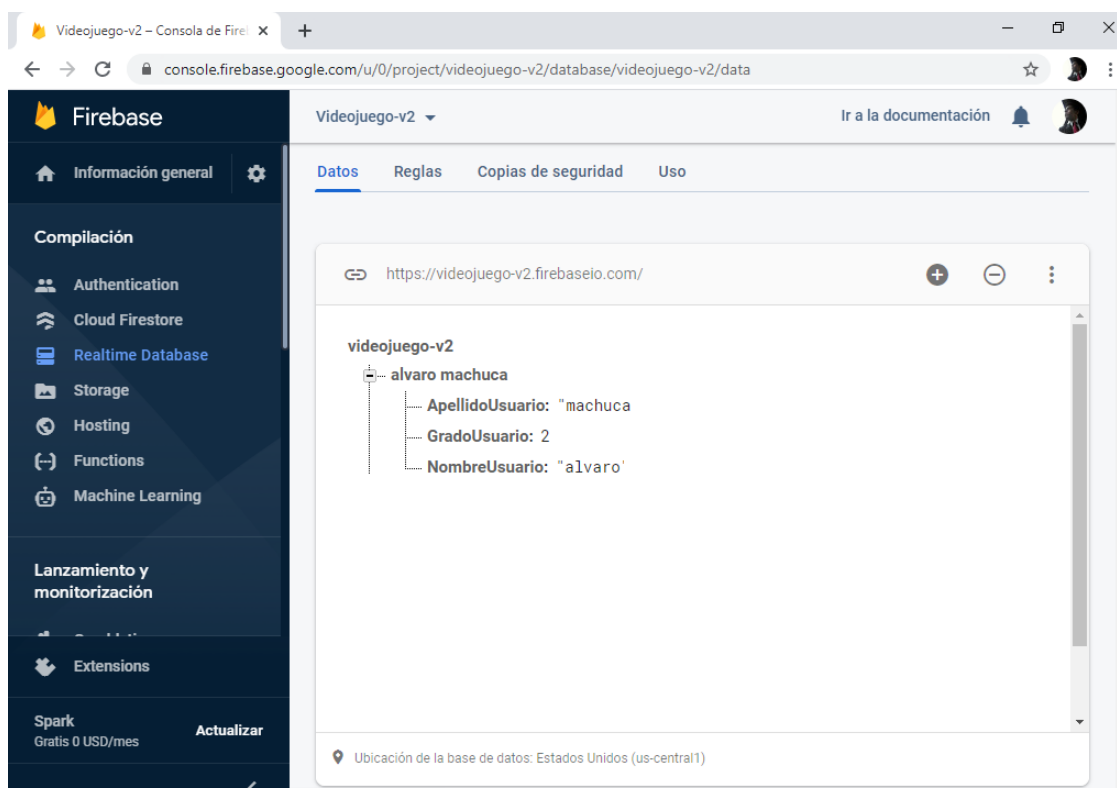 Videojuego-v2 – Consola de Fire
console.firebase.google.com/u/0/project/videojuego-v2/database/videojuego-v2/data
Firebase
Videojuego-v2
Ir a la documentación
Información general
Datos
Reglas
Copias de seguridad
Uso
Compilación
Authentication
Cloud Firestore
Realtime Database
Storage
Hosting
Functions
Machine Learning
Lanzamiento y
monitorización
Extensions
Spark
Gratis 0 USD/mes
Actualizar
https://videojuego-v2.firebaseio.com/
videojuego-v2
alvaro machuca
ApellidoUsuario: "machuca
GradoUsuario: 2
NombreUsuario: "alvaro'
Ubicación de la base de datos: Estados Unidos (us-central1)